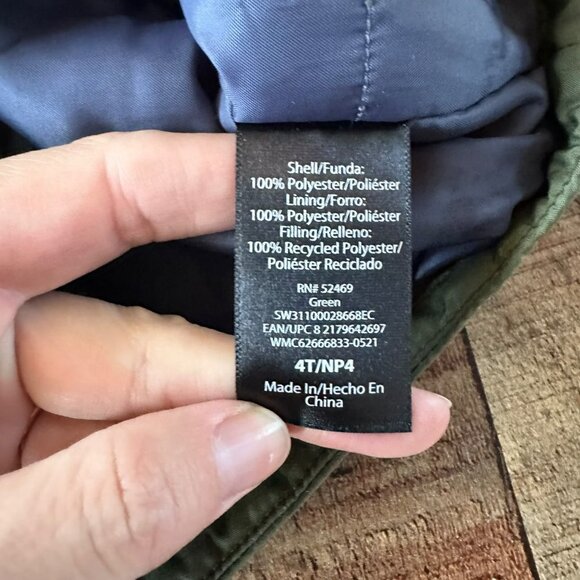 Shell/Funda:
100% Polyester/Poliéster
Lining/Forro:
100% Polyester/Poliéster
Filling/Relleno:
100% Recycled Polyester/
Poliéster Reciclado
RN# 52469
Green
SW31100028668EC
EAN/UPC 8 2179642697
WMC62666833-0521
4T/NP4
Made In/Hecho En
China